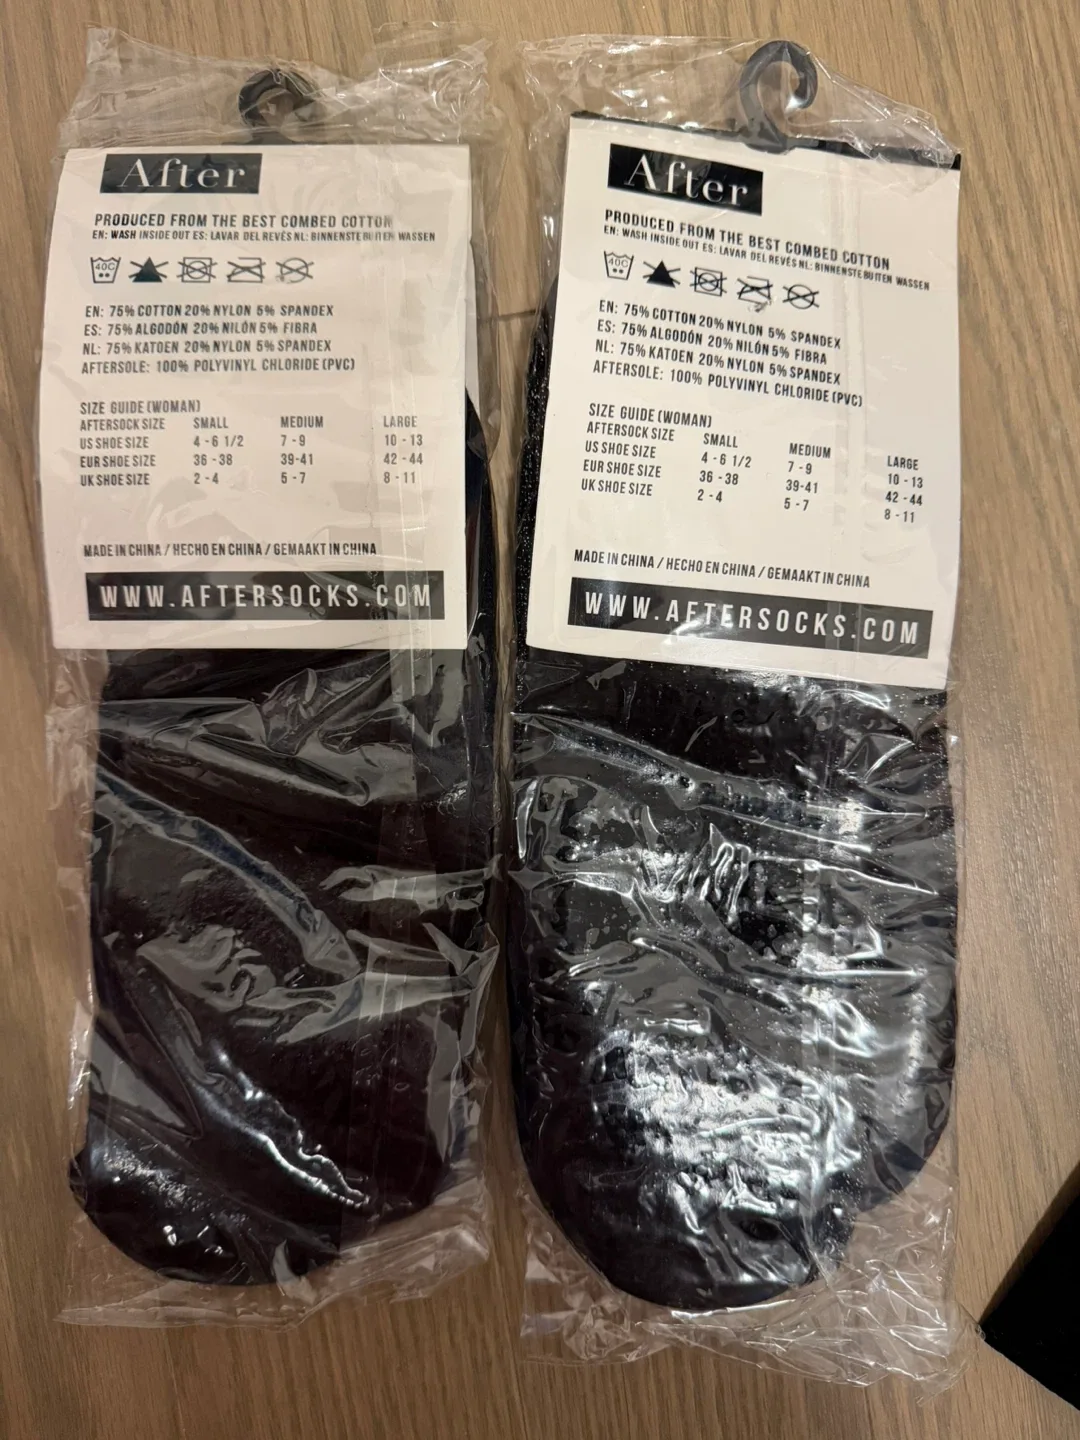 After
PRODUCED FROM THE BEST COMBED COTTON
EN: WASH INSIDE OUT ES: LAVAR DEL REVÉS NL: BINNENSTE BUITEN WASSEN
40C
EN: 75% COTTON 20% NYLON 5% SPANDEX
ES: 75% ALGODÓN 20% NILÓN 5% FIBRA
NL: 75% KATOEN 20% NYLON 5% SPANDEX
AFTERSOLE: 100% POLYVINYL CHLORIDE (PVC)
SIZE GUIDE (WOMAN)
AFTERSOCK SIZE SMALL MEDIUM LARGE
US SHOE SIZE 4 - 6 1/2 7 - 9 10 - 13
EUR SHOE SIZE 36 - 38 39-41 42 - 44
UK SHOE SIZE 2 - 4 5 - 7 8 - 11
MADE IN CHINA / HECHO EN CHINA / GEMAAKT IN CHINA
WWW.AFTERSOCKS.COM
After
PRODUCED FROM THE BEST COMBED COTTON
EN: WASH INSIDE OUT ES: LAVAR DEL REVÉS NL: BINNENSTE BUITEN WASSEN
40C
EN: 75% COTTON 20% NYLON 5% SPANDEX
ES: 75% ALGODÓN 20% NILÓN 5% FIBRA
NL: 75% KATOEN 20% NYLON 5% SPANDEX
AFTERSOLE: 100% POLYVINYL CHLORIDE (PVC)
SIZE GUIDE (WOMAN)
AFTERSOCK SIZE SMALL MEDIUM LARGE
US SHOE SIZE 4 - 6 1/2 7 - 9 10 - 13
EUR SHOE SIZE 36 - 38 39-41 42 - 44
UK SHOE SIZE 2 - 4 5 - 7 8 - 11
MADE IN CHINA / HECHO EN CHINA / GEMAAKT IN CHINA
WWW.AFTERSOCKS.COM